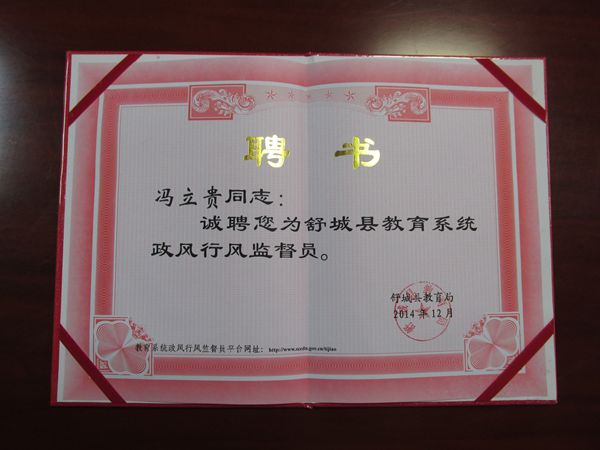 聘 书
冯立贵同志：
诚聘您为舒城县教育系统
政风行风监督员。
舒城县教育局
2014年12月
教育系统政风行风监督员平台网址：